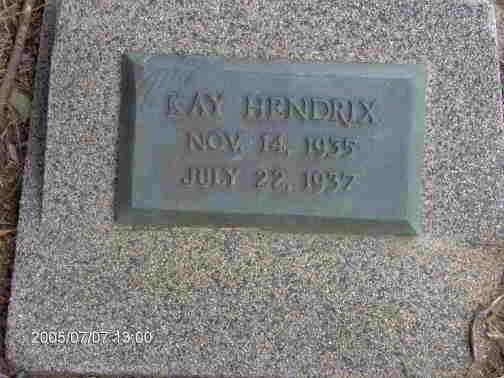 KAY HENDRIX
NOV. 14, 1935
JULY 22, 1937
2005/07/07 13:00